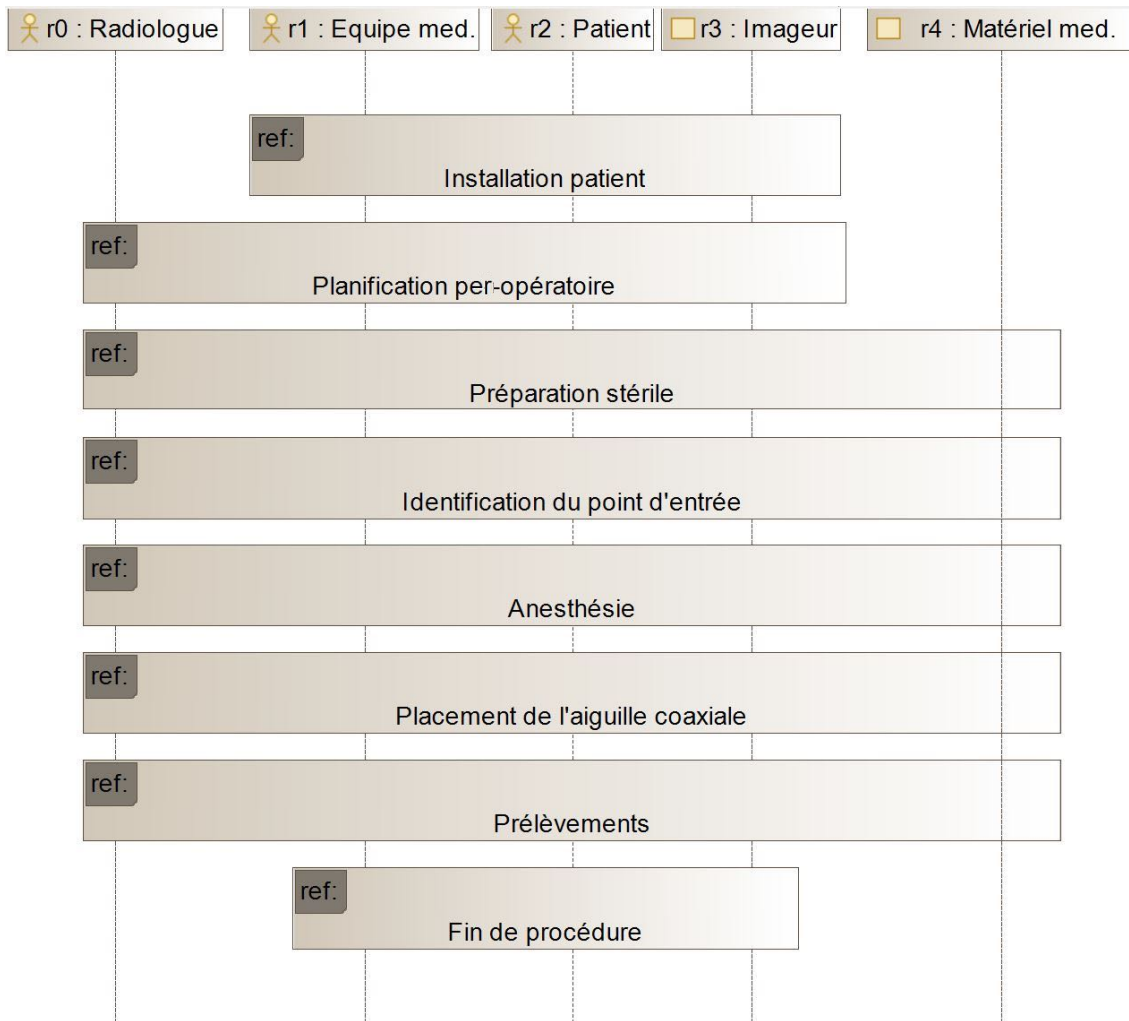 r0 : Radiologue
r1 : Equipe med.
r2 : Patient
r3 : Imageur
r4 : Matériel med.
ref:
Installation patient
ref:
Planification per-opératoire
ref:
Préparation stérile
ref:
Identification du point d'entrée
ref:
Anesthésie
ref:
Placement de l'aiguille coaxiale
ref:
Prélèvements
ref:
Fin de procédure